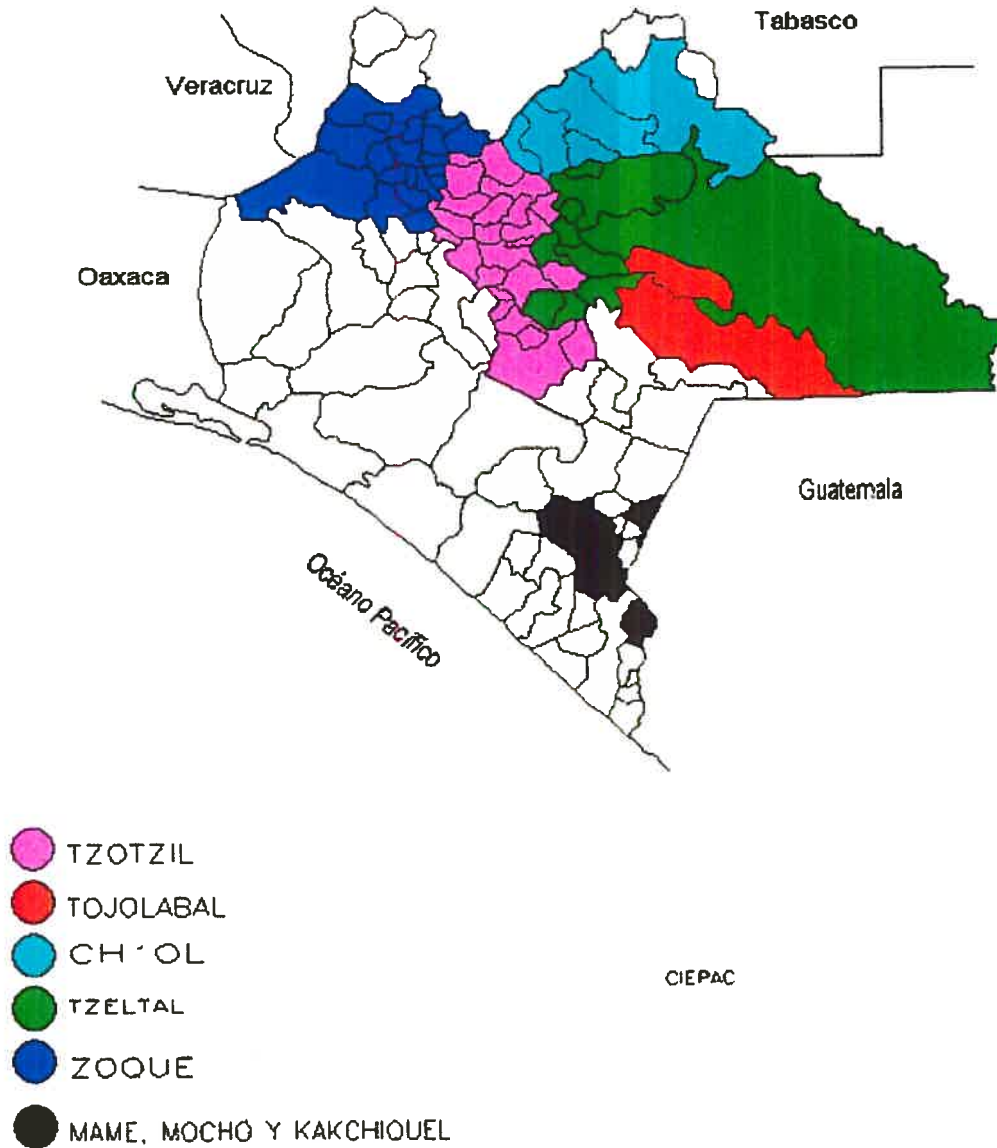 Tabasco
Veracruz
Oaxaca
Guatemala
Océano Pacífico
TZOTZIL
TOJOLABAL
CH´OL
CIEPAC
TZELTAL
ZOQUE
MAME, MOCHO Y KAKCHIQUEL